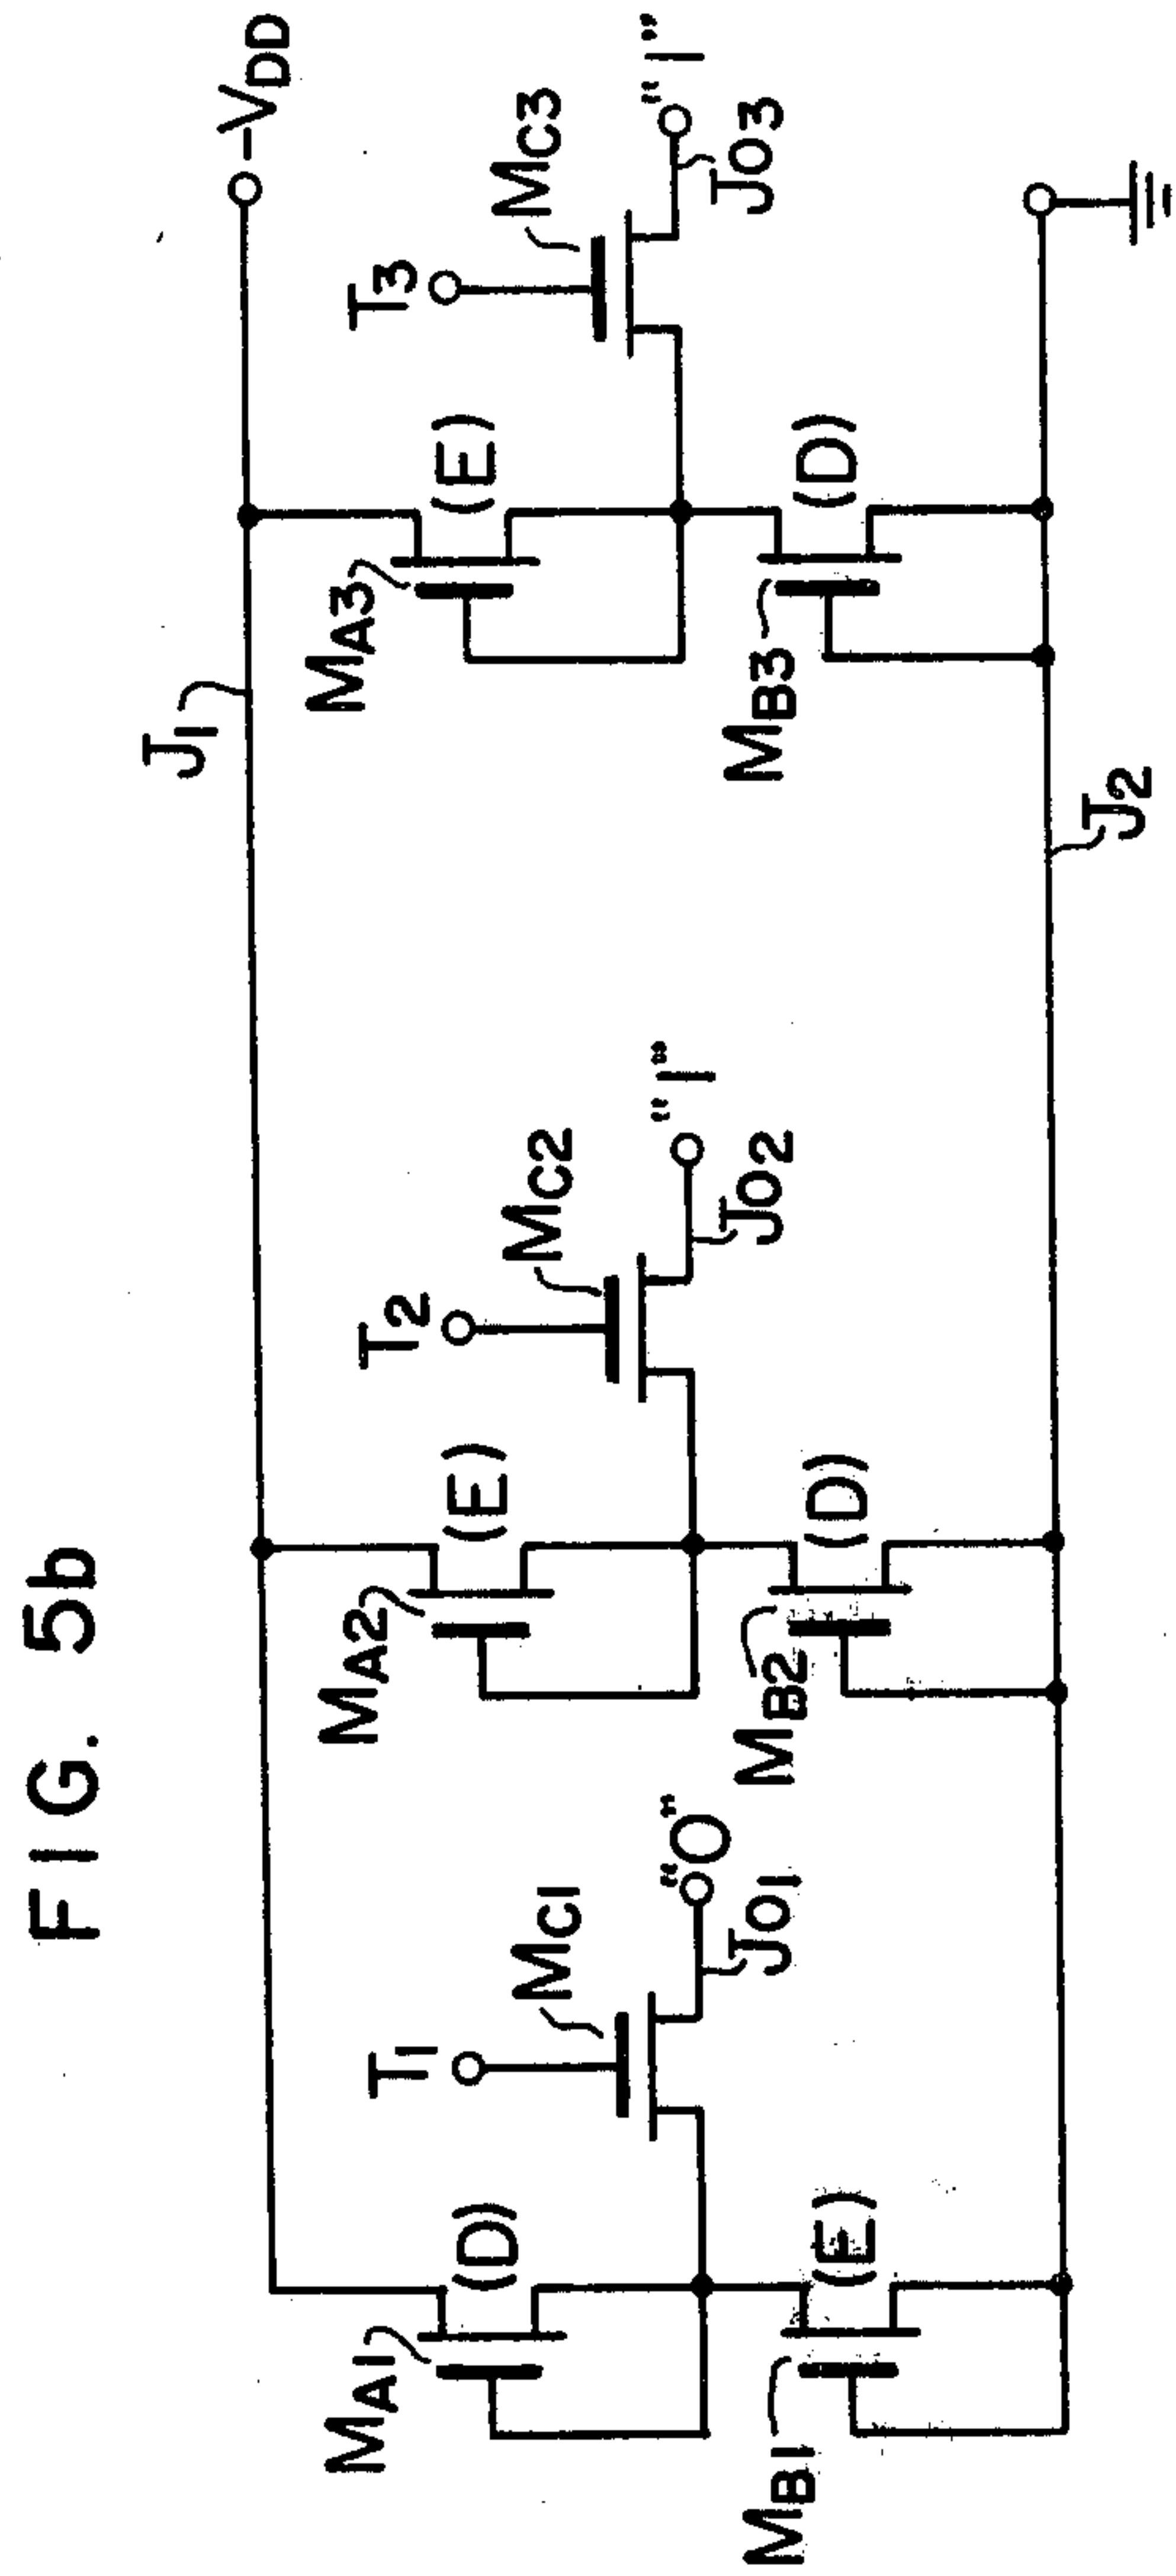 FIG. 5b
J1
-VDD
MA1
(D)
T1
MC1
"0"
JO1
MB1
(E)
MA2
(E)
T2
MC2
"1"
JO2
MB2
(D)
MA3
(E)
T3
MC3
"1"
JO3
MB3
(D)
J2